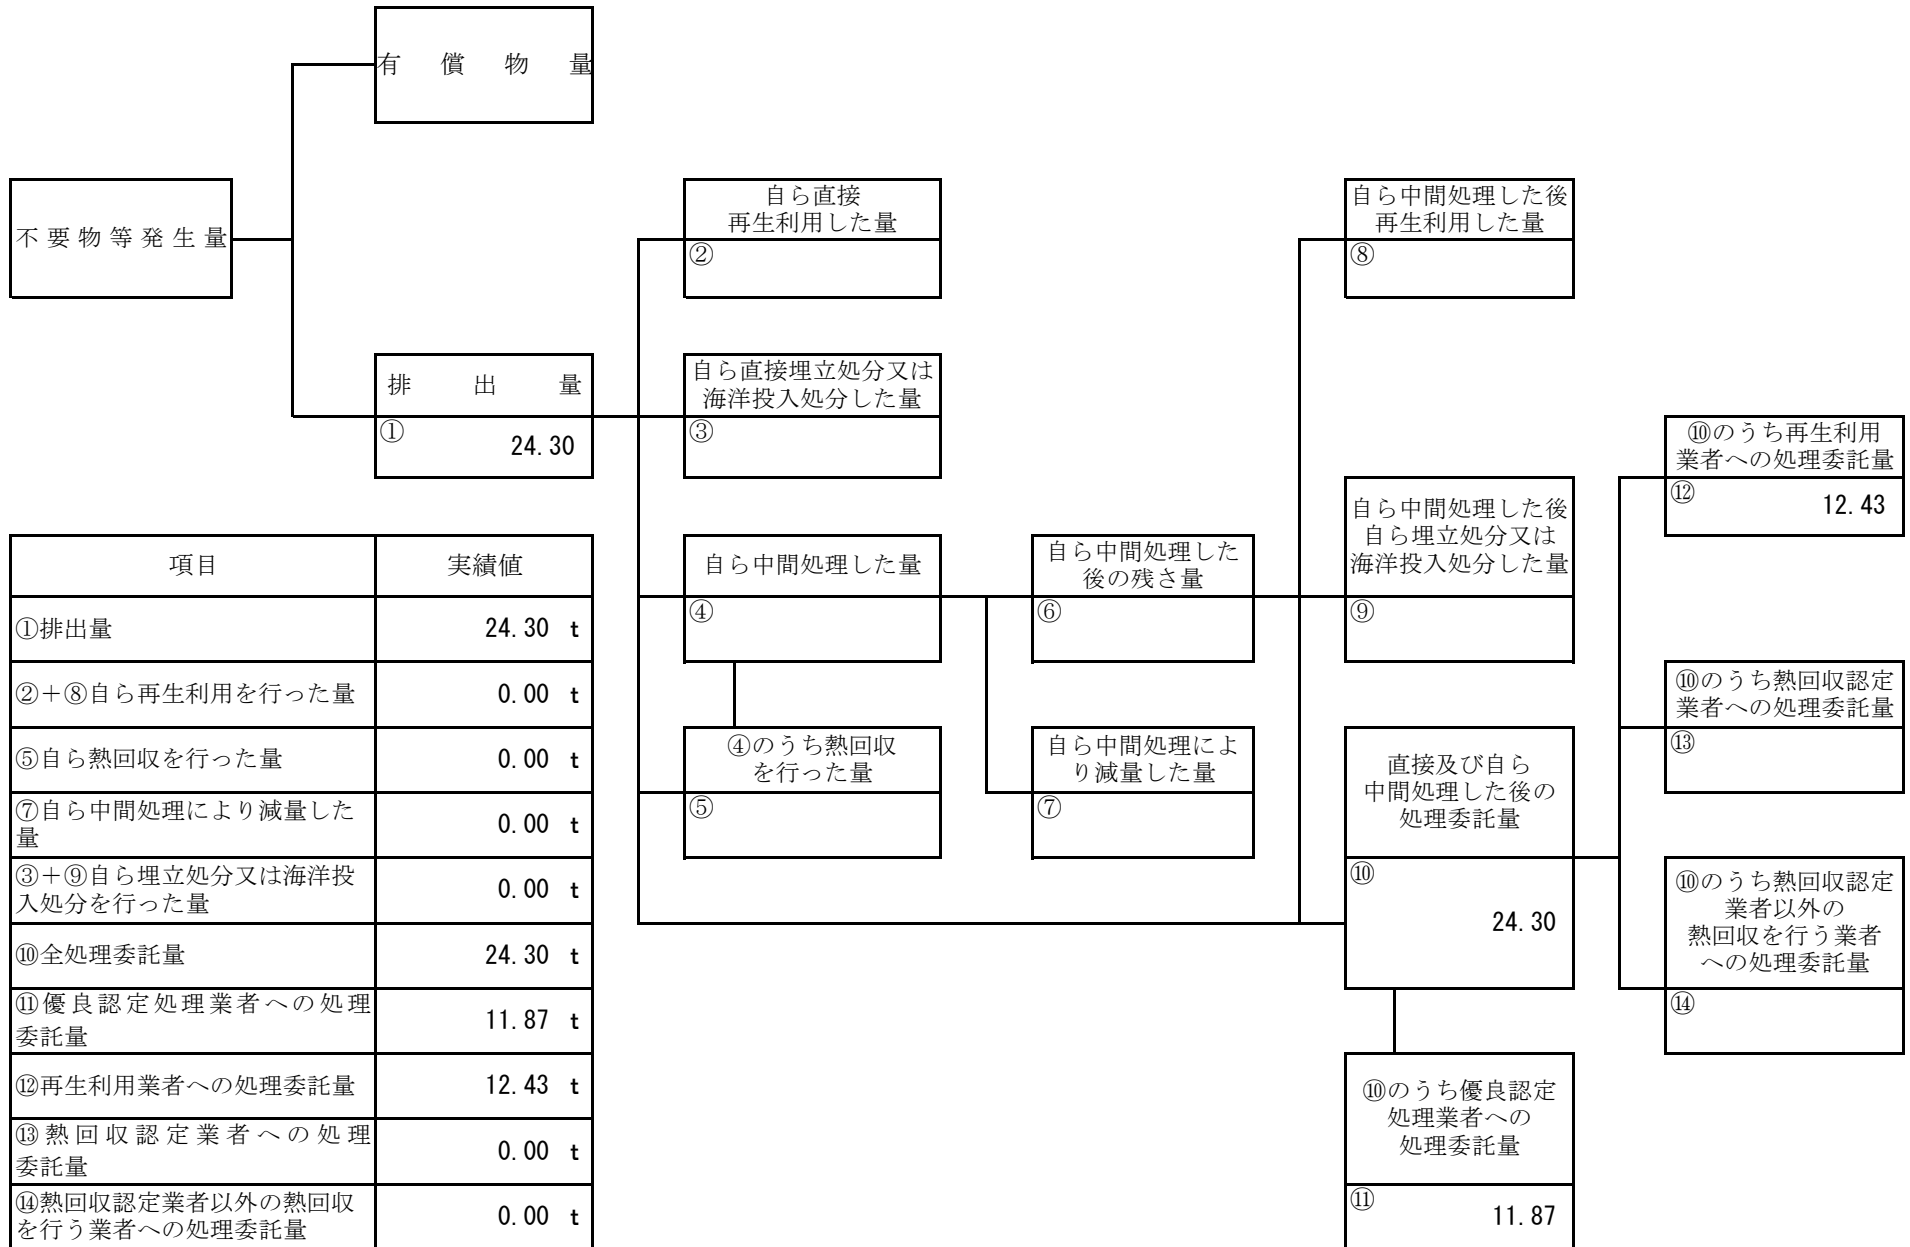 有償物量
不要物等発生量
自ら直接
再生利用した量
②
自ら中間処理した後
再生利用した量
⑧
排出量
①
24.30
自ら直接埋立処分又は
海洋投入処分した量
③
⑩のうち再生利用
業者への処理委託量
⑫
12.43
自ら中間処理した量
④
自ら中間処理した
後の残さ量
⑥
自ら中間処理した後
自ら埋立処分又は
海洋投入処分した量
⑨
④のうち熱回収
を行った量
⑤
自ら中間処理によ
り減量した量
⑦
直接及び自ら
中間処理した後の
処理委託量
⑩
24.30
⑩のうち熱回収認定
業者への処理委託量
⑬
⑩のうち熱回収認定
業者以外の
熱回収を行う業者
への処理委託量
⑭
⑩のうち優良認定
処理業者への
処理委託量
⑪
11.87
項目 実績値
①排出量 24.30 t
②+⑧自ら再生利用を行った量 0.00 t
⑤自ら熱回収を行った量 0.00 t
⑦自ら中間処理により減量した
量 0.00 t
③+⑨自ら埋立処分又は海洋投
入処分を行った量 0.00 t
⑩全処理委託量 24.30 t
⑪優良認定処理業者への処理
委託量 11.87 t
⑫再生利用業者への処理委託量 12.43 t
⑬熱回収認定業者への処理
委託量 0.00 t
⑭熱回収認定業者以外の熱回収
を行う業者への処理委託量 0.00 t